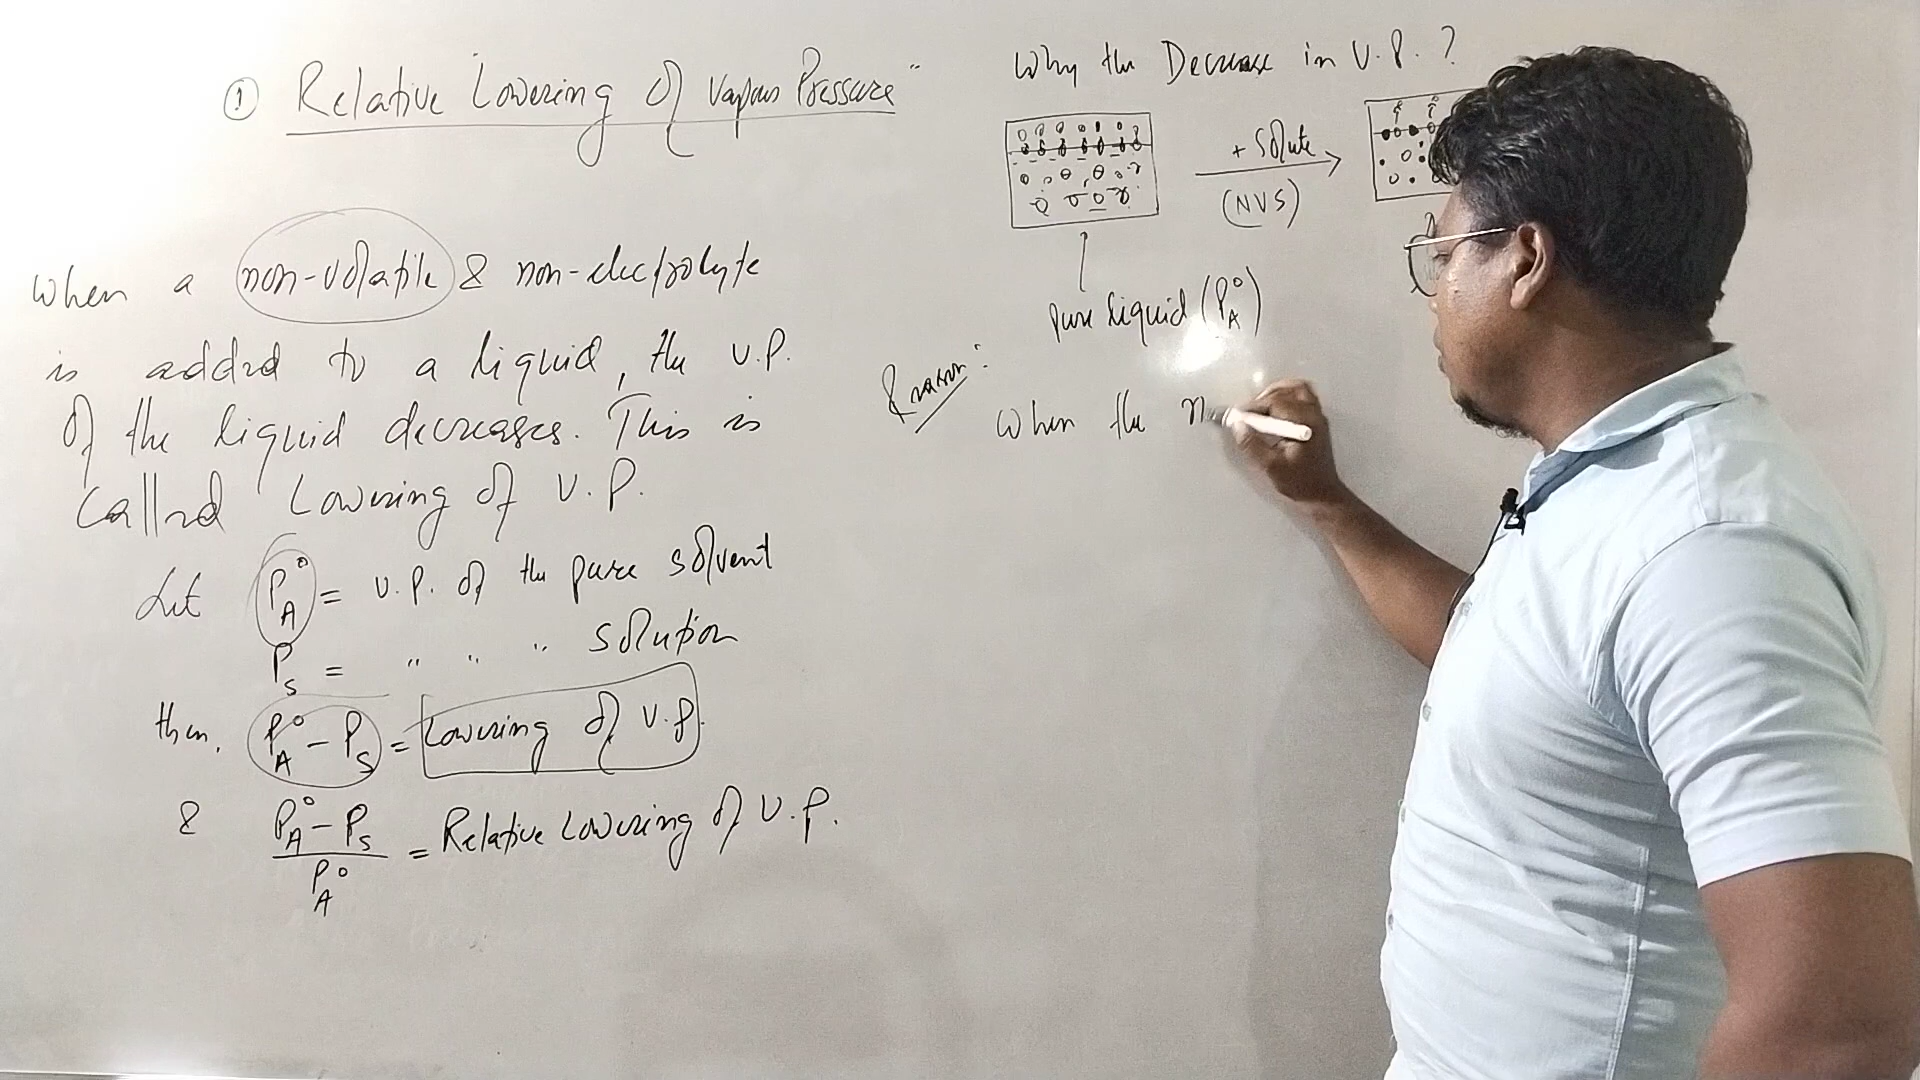 ① Relative Lowering of Vapour Pressure"
When a non-volatile & non-electrolyte
is added to a liquid, the V.P.
of the liquid decreases. This is
called Lowering of V.P.
Let P°A = V.P. of the pure solvent
Ps = " " " solution
then, P°A - Ps = Lowering of V.P.
& P°A - Ps / P°A = Relative Lowering of V.P.
Why the Decrease in V.P. ?
+ Solute
(NVS)
pure liquid (P°A)
Reason:
When the n